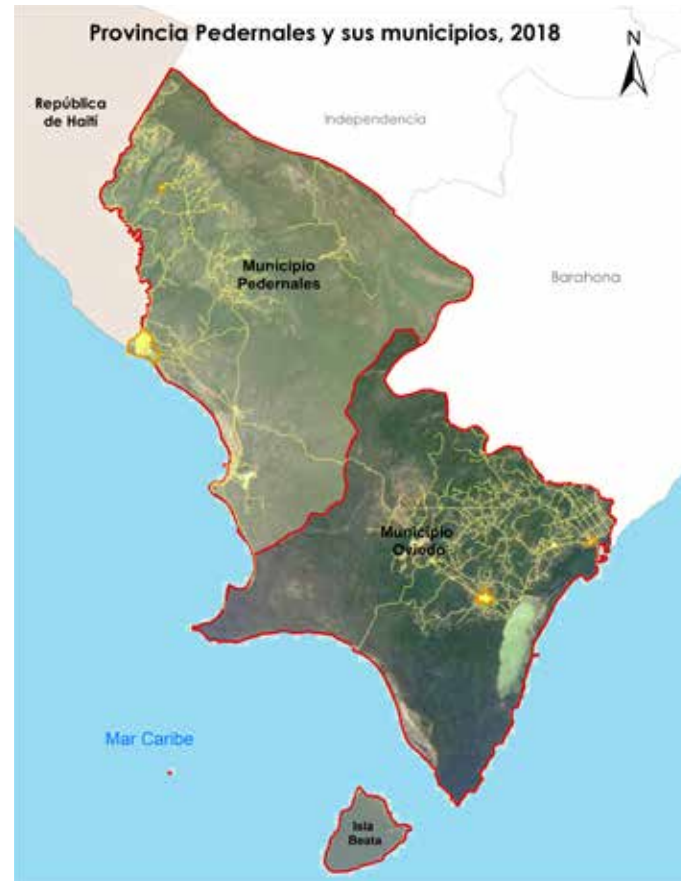 Provincia Pedernales y sus municipios, 2018
N
República
de Haití
Independencia
Municipio
Pedernales
Barahona
Municipio
Oviedo
Mar Caribe
Isla
Beata